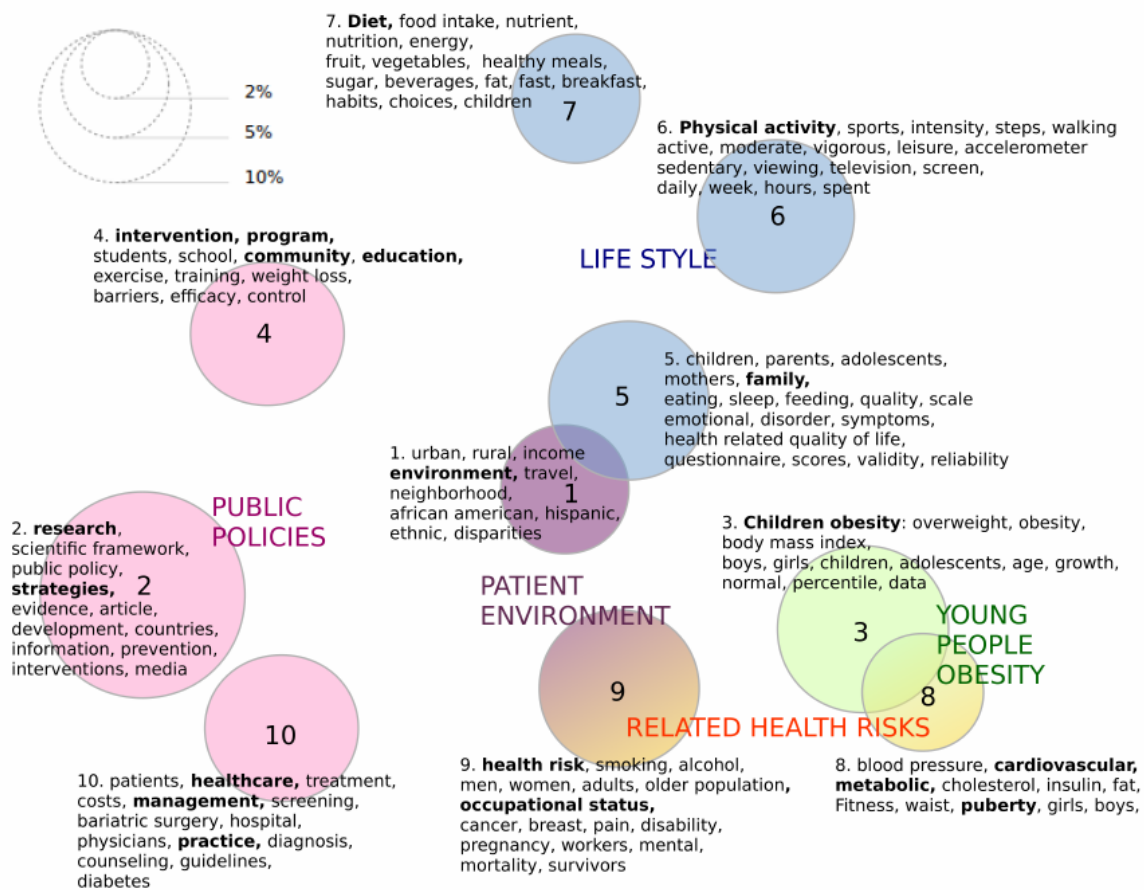 7. Diet, food intake, nutrient,
nutrition, energy,
fruit, vegetables, healthy meals,
sugar, beverages, fat, fast, breakfast,
habits, choices, children
7
2%
5%
10%
6. Physical activity, sports, intensity, steps, walking
active, moderate, vigorous, leisure, accelerometer
sedentary, viewing, television, screen,
daily, week, hours, spent
6
LIFE STYLE
4. intervention, program,
students, school, community, education,
exercise, training, weight loss,
barriers, efficacy, control
4
5. children, parents, adolescents,
mothers, family,
eating, sleep, feeding, quality, scale
emotional, disorder, symptoms,
health related quality of life,
questionnaire, scores, validity, reliability
5
1. urban, rural, income
environment, travel,
neighborhood,
african american, hispanic,
ethnic, disparities
1
PUBLIC
POLICIES
2. research,
scientific framework,
public policy,
strategies,
evidence, article,
development, countries,
information, prevention,
interventions, media
2
PATIENT
ENVIRONMENT
3. Children obesity: overweight, obesity,
body mass index,
boys, girls, children, adolescents, age, growth,
normal, percentile, data
3
YOUNG
PEOPLE
OBESITY
8
9
RELATED HEALTH RISKS
10
10. patients, healthcare, treatment,
costs, management, screening,
bariatric surgery, hospital,
physicians, practice, diagnosis,
counseling, guidelines,
diabetes
9. health risk, smoking, alcohol,
men, women, adults, older population,
occupational status,
cancer, breast, pain, disability,
pregnancy, workers, mental,
mortality, survivors
8. blood pressure, cardiovascular,
metabolic, cholesterol, insulin, fat,
Fitness, waist, puberty, girls, boys,